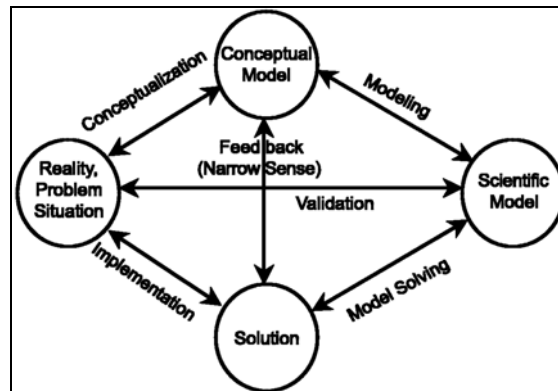 Conceptual
Model
Conceptualization
Modeling
Feed back
(Narrow Sense)
Reality,
Problem
Situation
Scientific
Model
Validation
Implementation
Model Solving
Solution